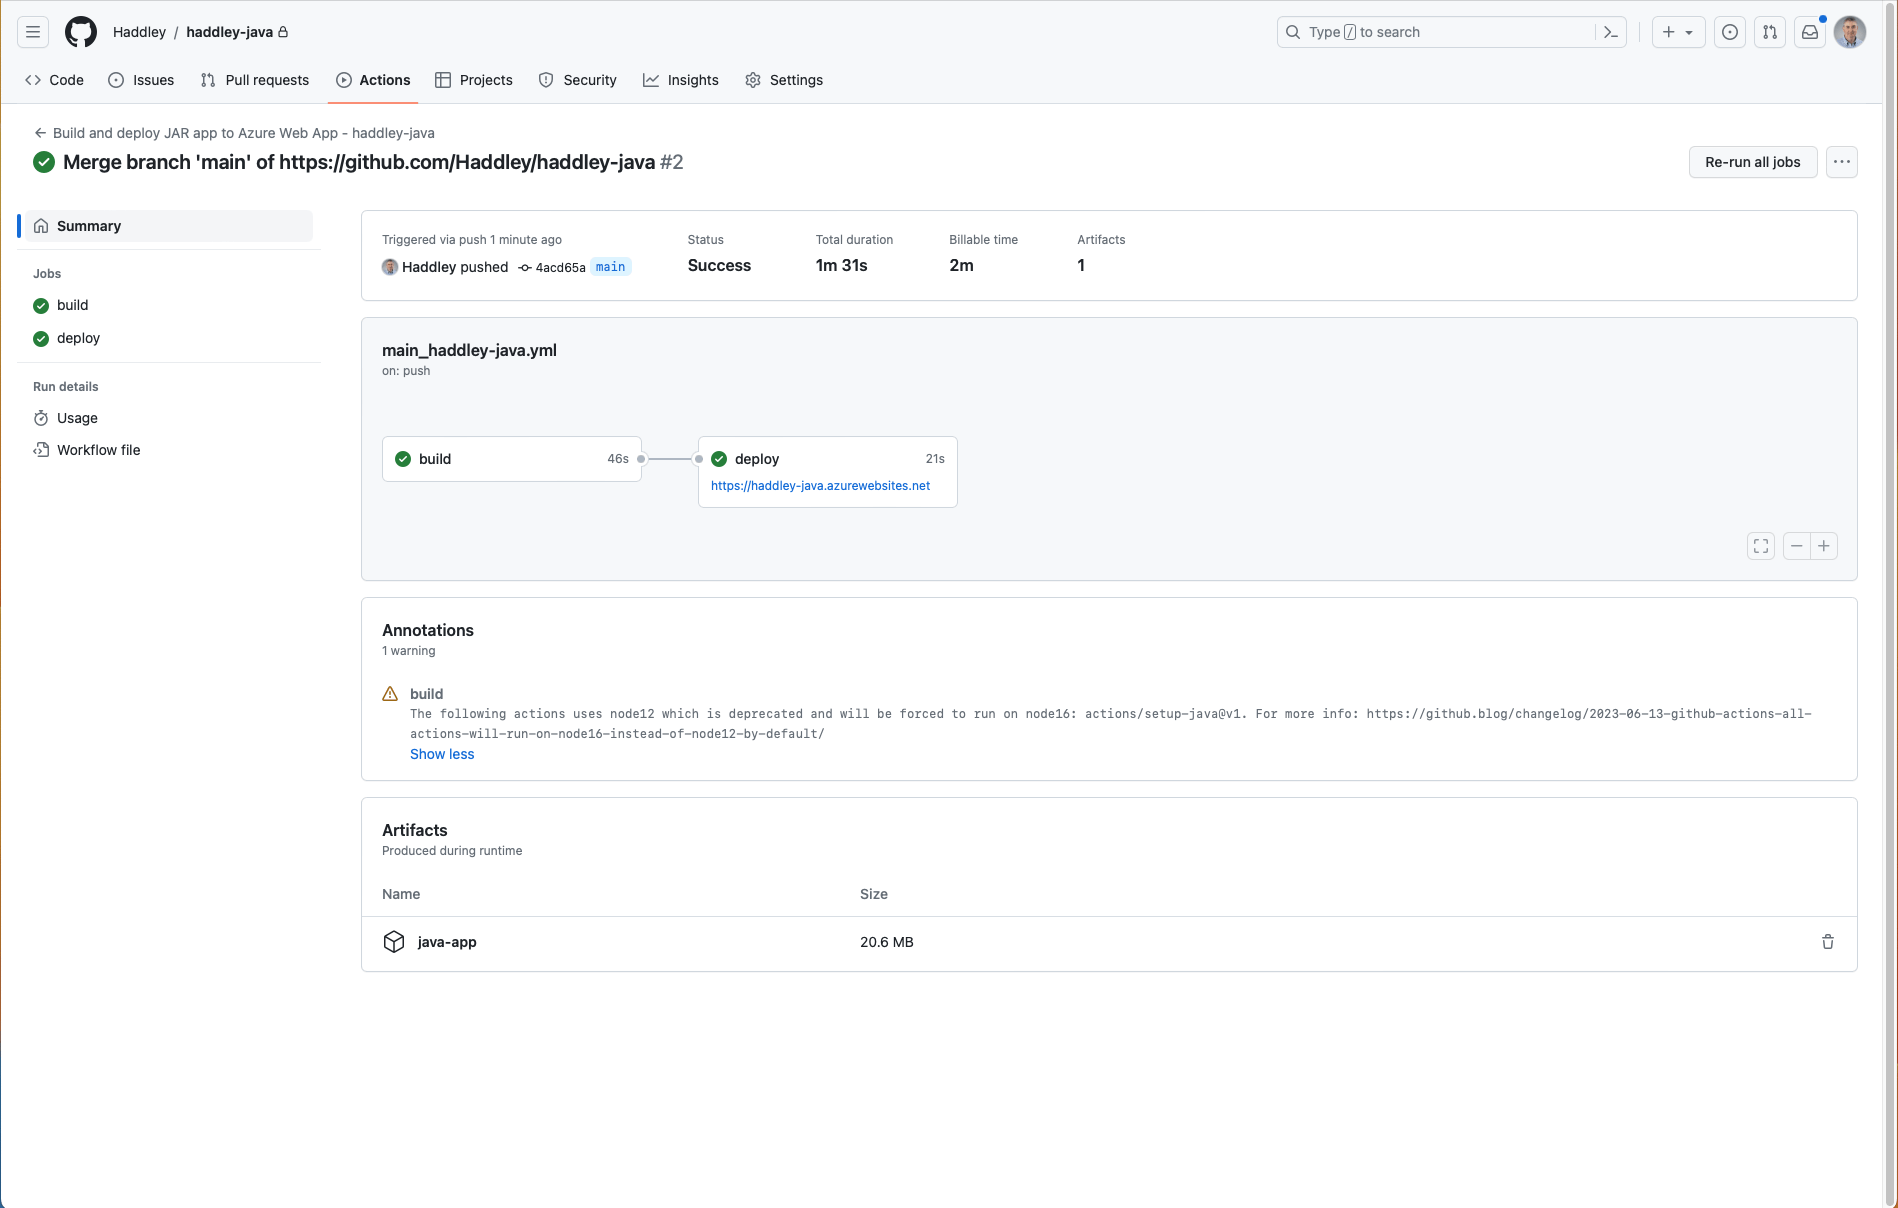 Haddley / haddley-java
Type / to search
Code
Issues
Pull requests
Actions
Projects
Security
Insights
Settings
Build and deploy JAR app to Azure Web App - haddley-java
Merge branch 'main' of https://github.com/Haddley/haddley-java #2
Re-run all jobs
Summary
Jobs
build
deploy
Run details
Usage
Workflow file
Triggered via push 1 minute ago
Haddley pushed 4acd65a main
Status
Success
Total duration
1m 31s
Billable time
2m
Artifacts
1
main_haddley-java.yml
on: push
build 46s
deploy 21s
https://haddley-java.azurewebsites.net
Annotations
1 warning
build
The following actions uses node12 which is deprecated and will be forced to run on node16: actions/setup-java@v1. For more info: https://github.blog/changelog/2023-06-13-github-actions-all-
actions-will-run-on-node16-instead-of-node12-by-default/
Show less
Artifacts
Produced during runtime
Name Size
java-app 20.6 MB